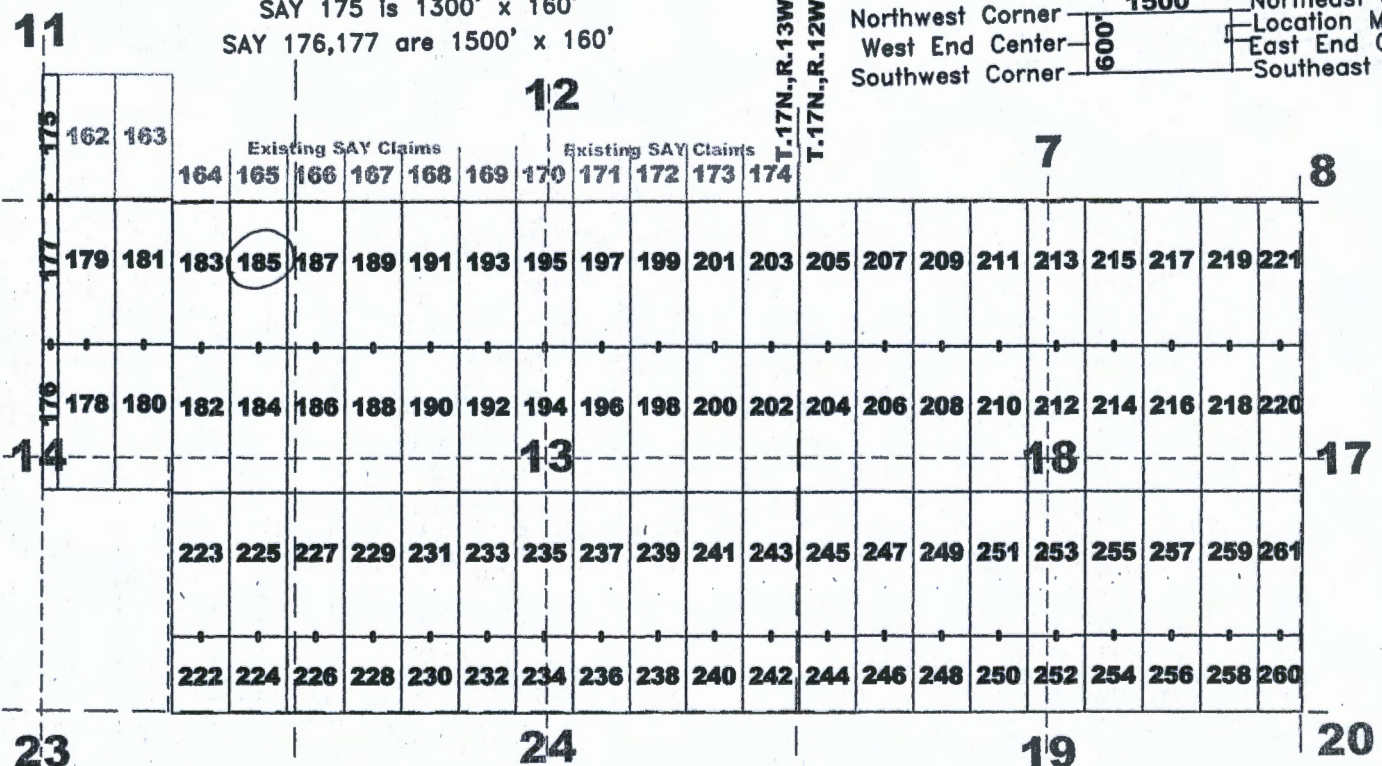 SAY 175 is 1300' x 160'
SAY 176,177 are 1500' x 160'
T.17N.,R.13W
T.17N.,R.12W
1500'
Northwest Corner
West End Center
Southwest Corner
600'
Northeast
Location
East End
Southeast
11
12
7
8
175
162 163
Existing SAY Claims
Existing SAY Claims
164 165 166 167 168 169 170 171 172 173 174
177 179 181 183 185 187 189 191 193 195 197 199 201 203 205 207 209 211 213 215 217 219 221
176 178 180 182 184 186 188 190 192 194 196 198 200 202 204 206 208 210 212 214 216 218 220
14
13
18
17
223 225 227 229 231 233 235 237 239 241 243 245 247 249 251 253 255 257 259 261
222 224 226 228 230 232 234 236 238 240 242 244 246 248 250 252 254 256 258 260
23
24
19
20